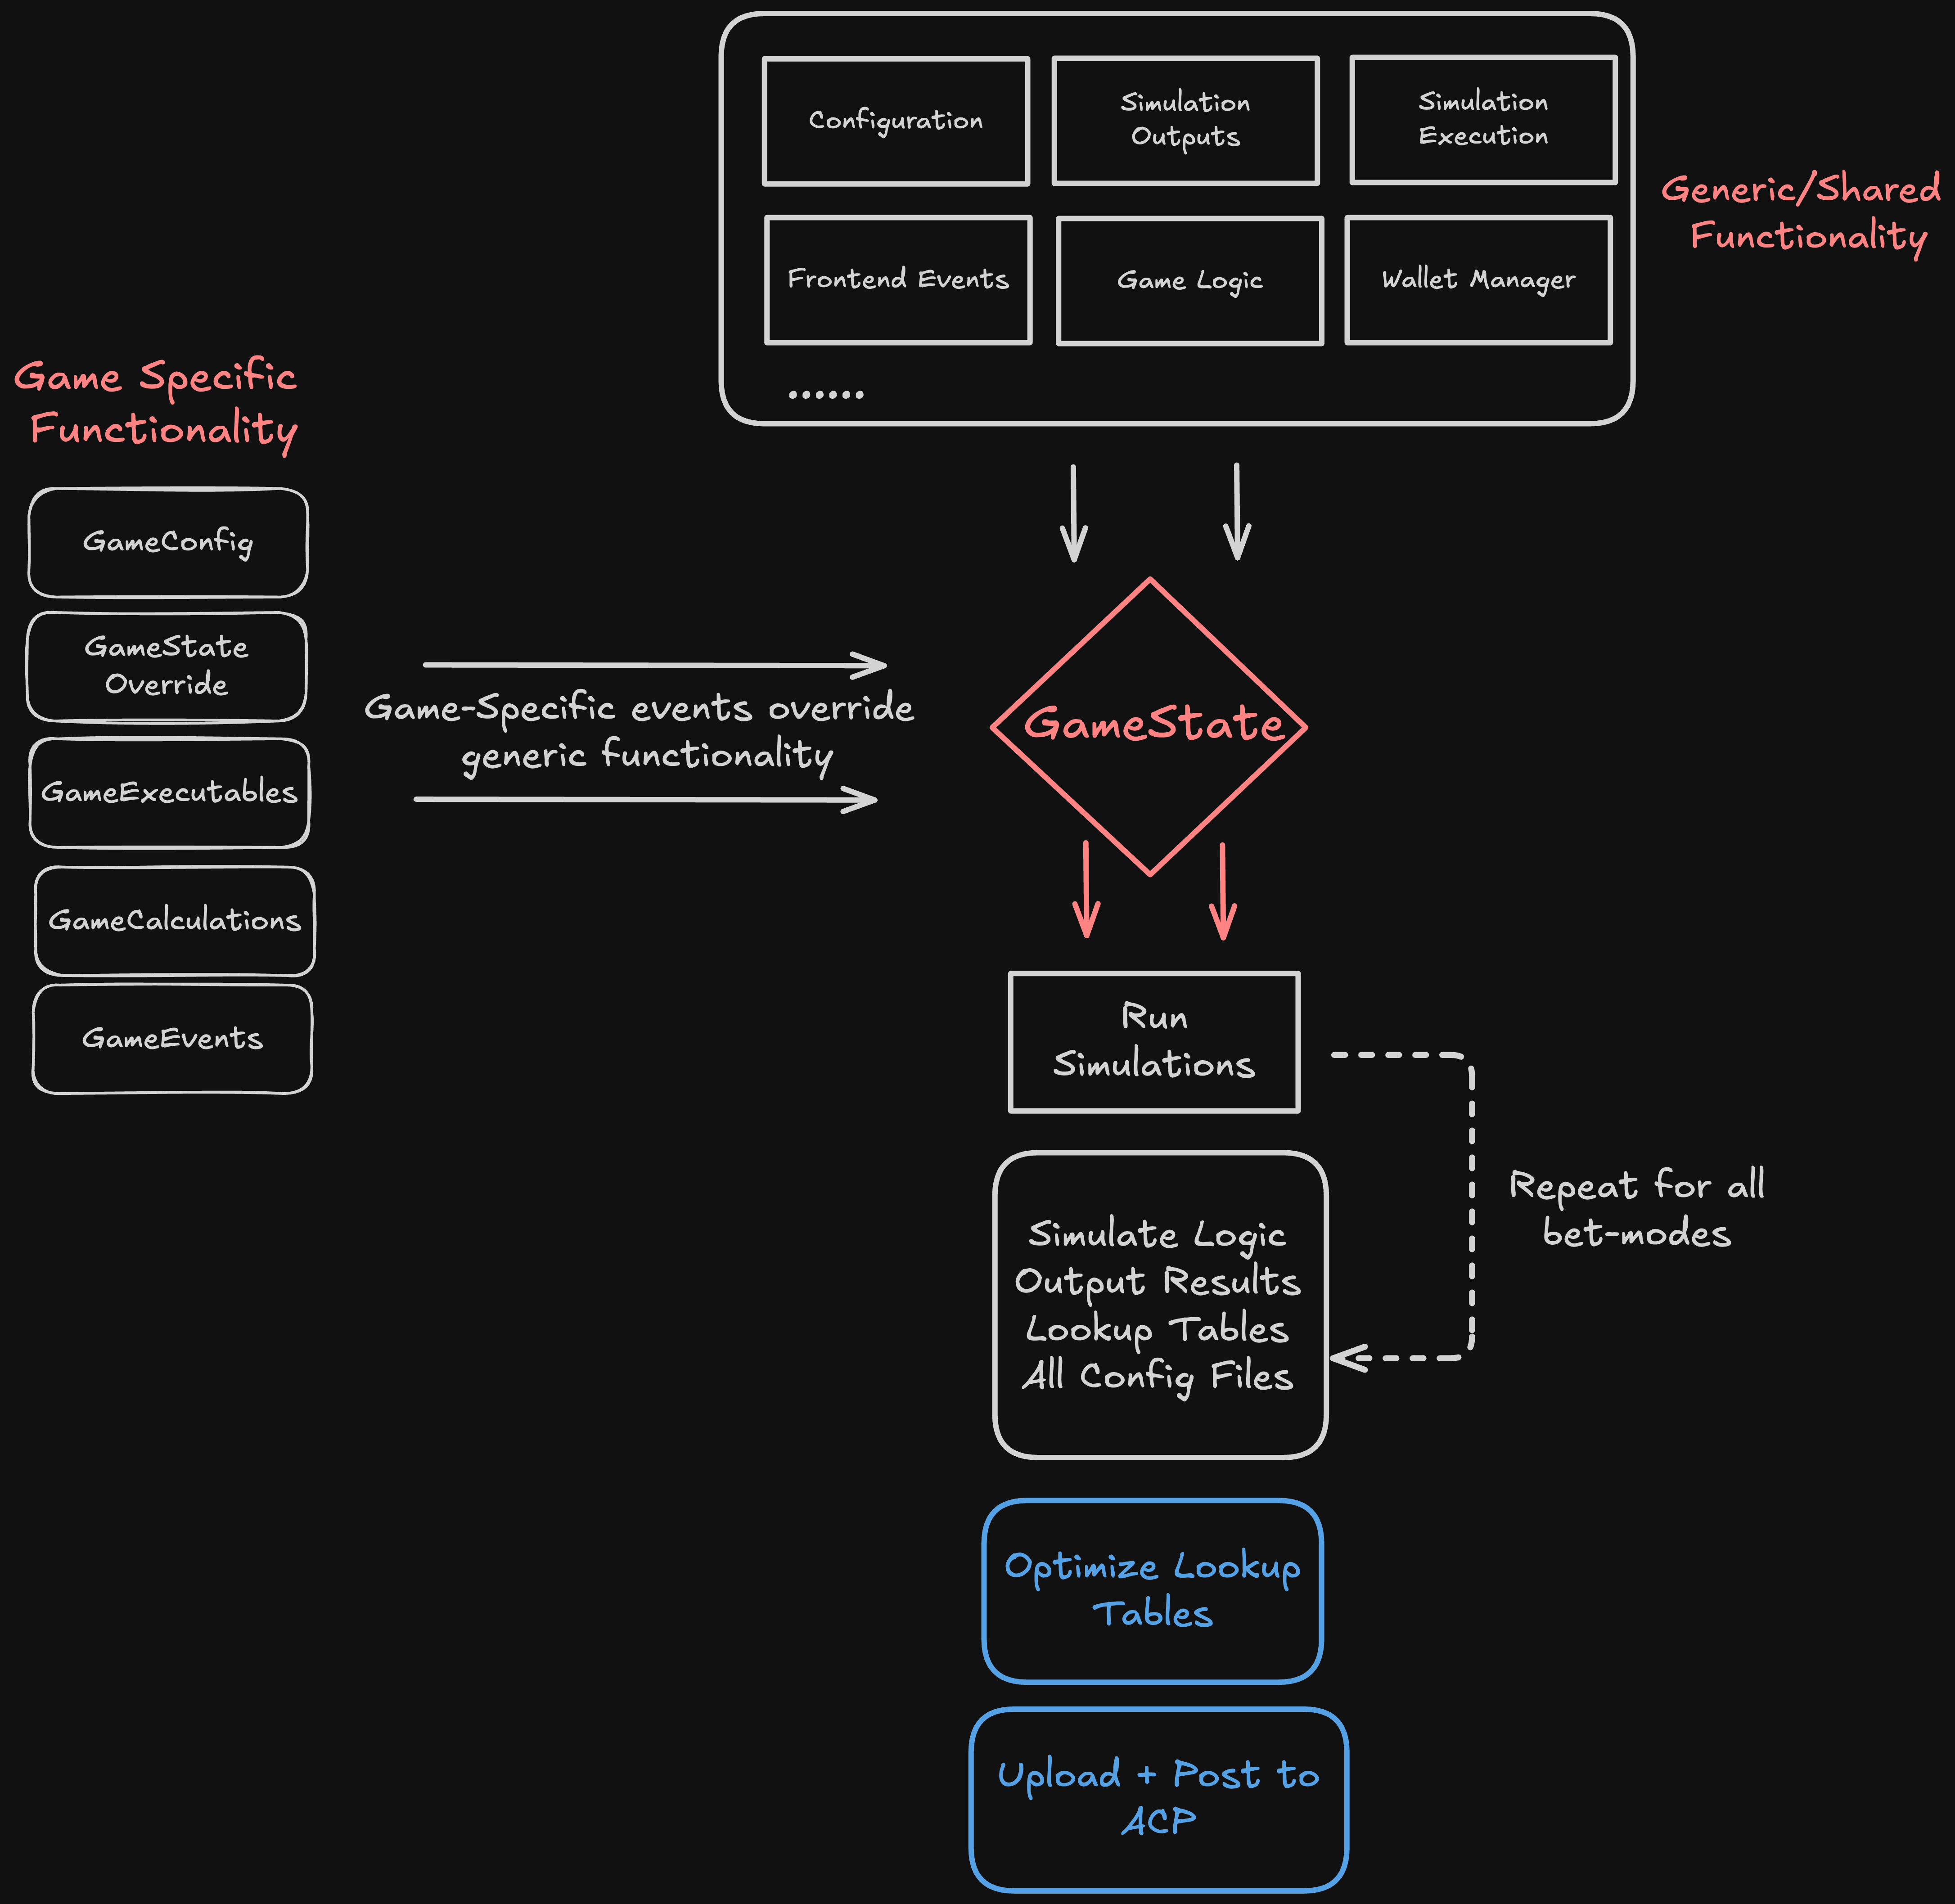 Configuration
Simulation
Outputs
Simulation
Execution
Generic/Shared
Functionality
Frontend Events
Game Logic
Wallet Manager
......
Game Specific
Functionality
GameConfig
GameState
Override
GameExecutables
GameCalculations
GameEvents
Game-Specific events override
generic functionality
GameState
Run
Simulations
Repeat for all
bet-modes
Simulate Logic
Output Results
Lookup Tables
All Config Files
Optimize Lookup
Tables
Upload + Post to
ACP